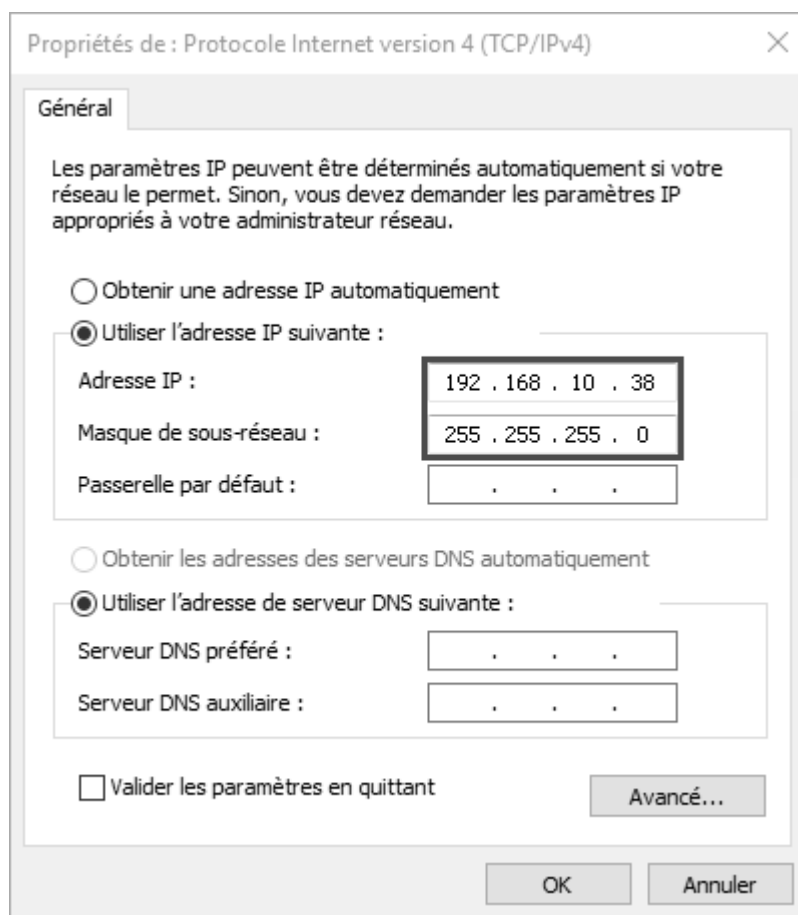 Propriétés de : Protocole Internet version 4 (TCP/IPv4)
Général
Les paramètres IP peuvent être déterminés automatiquement si votre
réseau le permet. Sinon, vous devez demander les paramètres IP
appropriés à votre administrateur réseau.
Obtenir une adresse IP automatiquement
Utiliser l'adresse IP suivante :
Adresse IP : 192 . 168 . 10 . 38
Masque de sous-réseau : 255 . 255 . 255 . 0
Passerelle par défaut : . . .
Obtenir les adresses des serveurs DNS automatiquement
Utiliser l'adresse de serveur DNS suivante :
Serveur DNS préféré : . . .
Serveur DNS auxiliaire : . . .
Valider les paramètres en quittant
Avancé...
OK Annuler